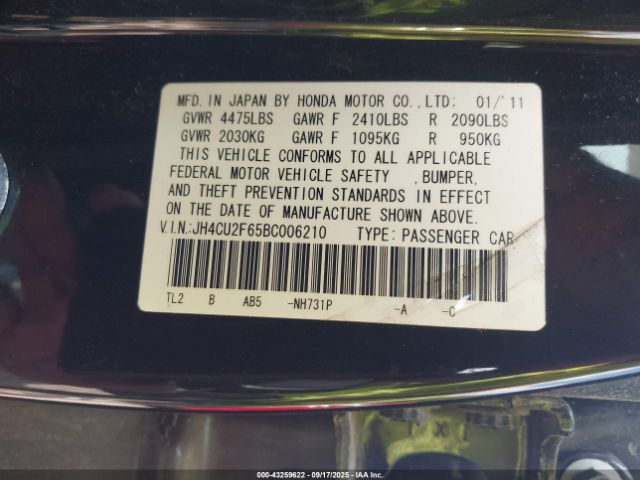 MFD. IN JAPAN BY HONDA MOTOR CO., LTD: 01/'11
GVWR 4475LBS GAWR F 2410LBS R 2090LBS
GVWR 2030KG GAWR F 1095KG R 950KG
THIS VEHICLE CONFORMS TO ALL APPLICABLE
FEDERAL MOTOR VEHICLE SAFETY ,BUMPER,
AND THEFT PREVENTION STANDARDS IN EFFECT
ON THE DATE OF MANUFACTURE SHOWN ABOVE.
V.I.N:JH4CU2F65BC006210 TYPE:PASSENGER CAR
TL2 B AB5 -NH731P -A -C
000-43259622 - 09/17/2025 - IAA Inc.